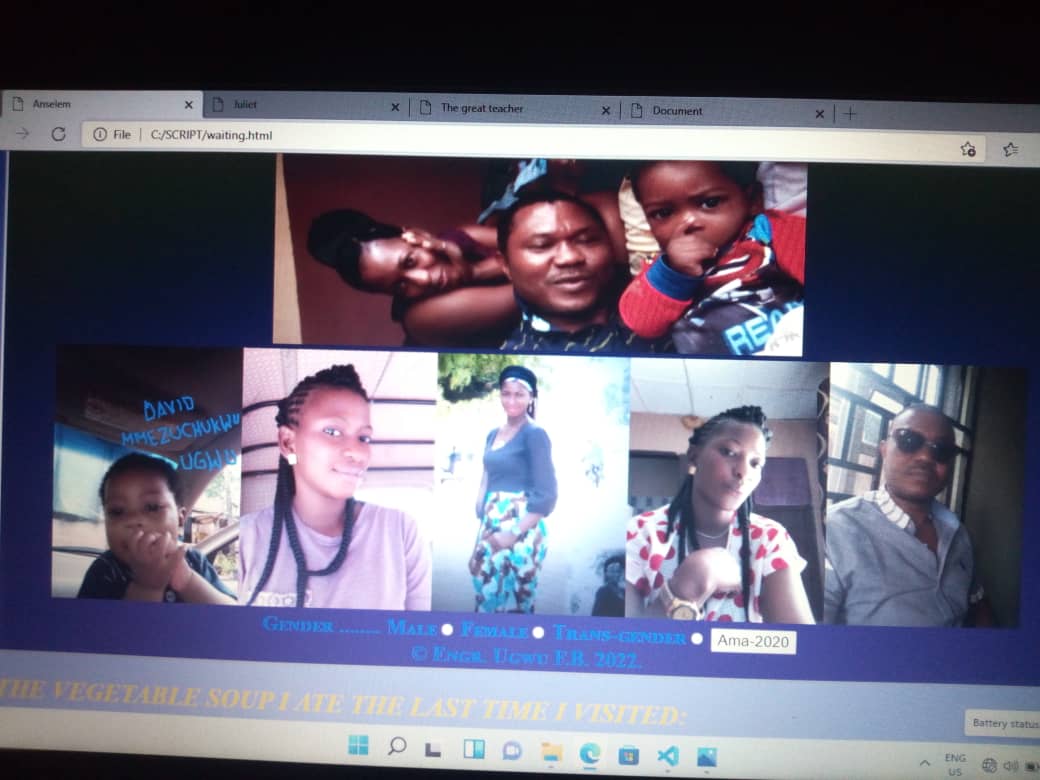 Anselem
Juliet
The great teacher
Document
File
C:/SCRIPT/waiting.html
REA
DAVID
MMEZUCHUKWU
UGWU
GENDER ........ MALE FEMALE TRANS-GENDER
Ama-2020
© ENGR. UGWU F.B. 2022.
THE VEGETABLE SOUP I ATE THE LAST TIME I VISITED:
Battery status
ENG
US